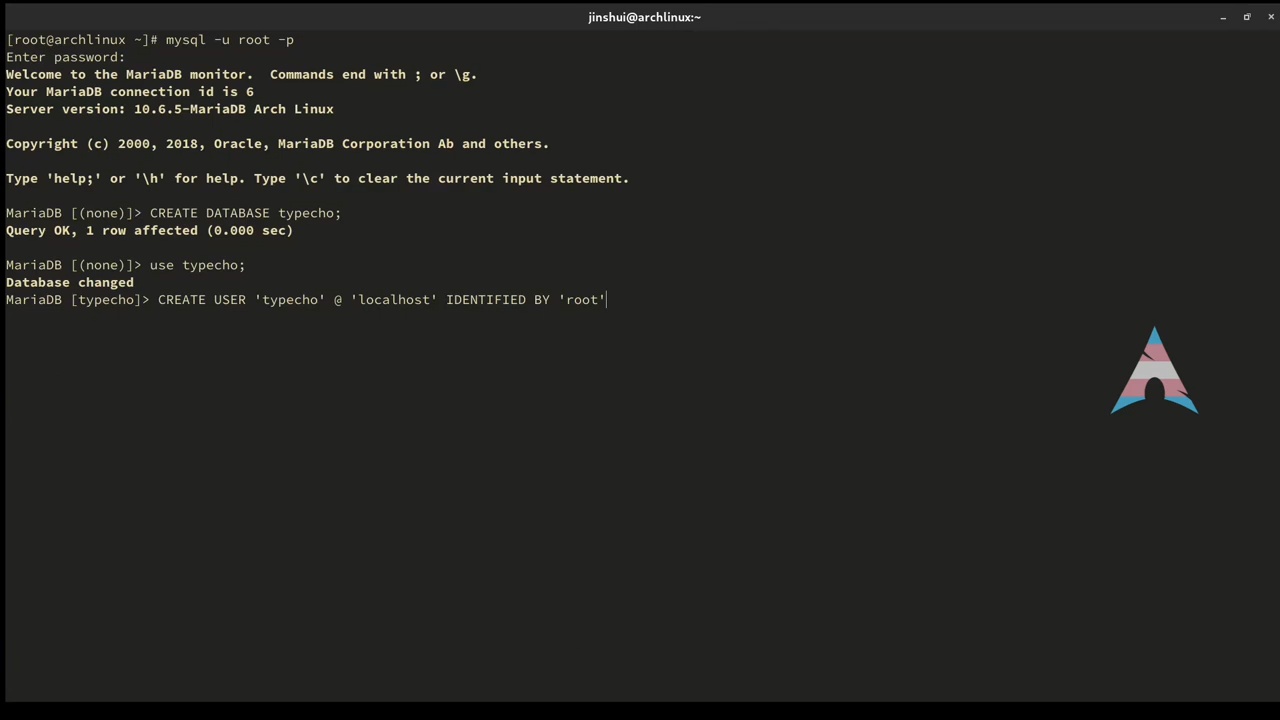 jinshui@archlinux:~
[root@archlinux ~]# mysql -u root -p
Enter password:
Welcome to the MariaDB monitor.  Commands end with ; or \g.
Your MariaDB connection id is 6
Server version: 10.6.5-MariaDB Arch Linux
Copyright (c) 2000, 2018, Oracle, MariaDB Corporation Ab and others.
Type 'help;' or '\h' for help. Type '\c' to clear the current input statement.
MariaDB [(none)]> CREATE DATABASE typecho;
Query OK, 1 row affected (0.000 sec)
MariaDB [(none)]> use typecho;
Database changed
MariaDB [typecho]> CREATE USER 'typecho' @ 'localhost' IDENTIFIED BY 'root'